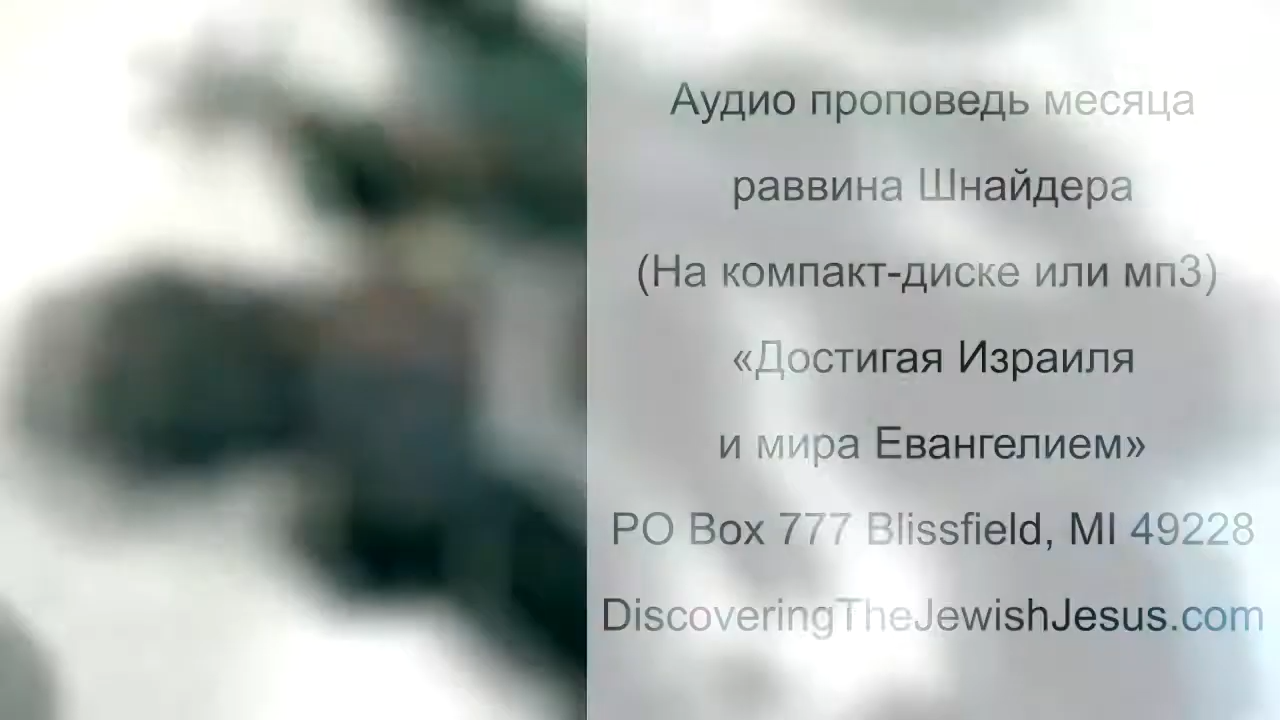 Аудио проповедь месяца
раввина Шнайдера
(На компакт-диске или мп3)
«Достигая Израиля
и мира Евангелием»
PO Box 777 Blissfield, MI 49228
DiscoveringTheJewishJesus.com